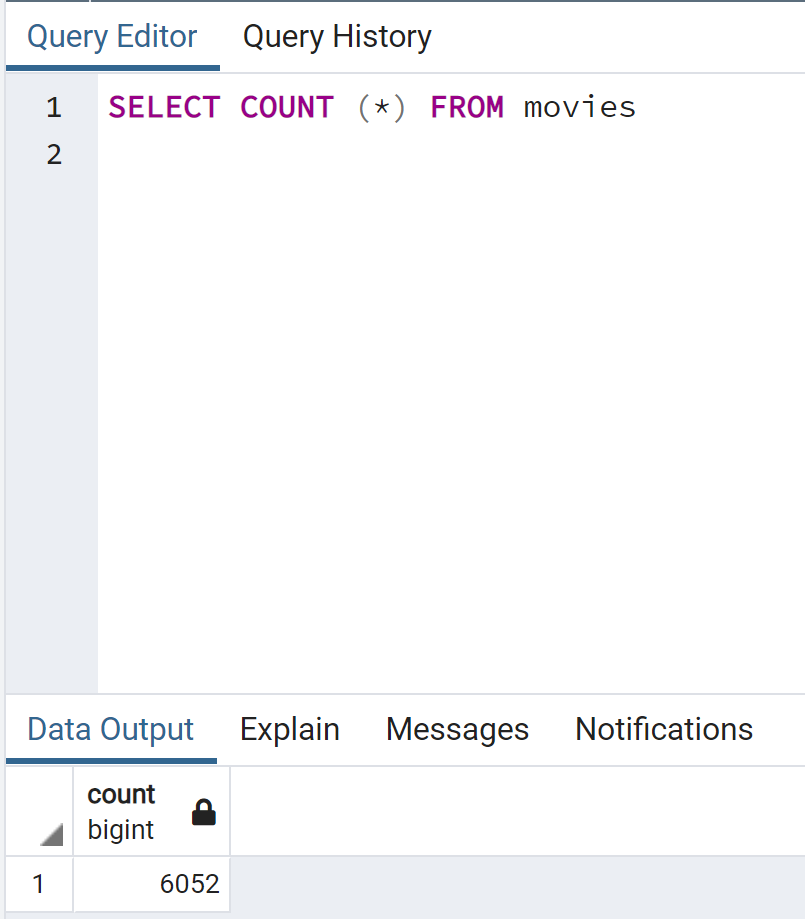 Query Editor Query History
1 SELECT COUNT (*) FROM movies
2
Data Output Explain Messages Notifications
count
bigint
1 6052